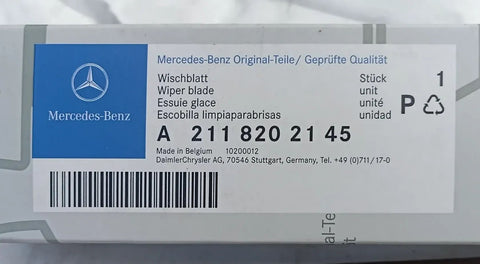 Mercedes-Benz
Mercedes-Benz Original-Teile/ Geprüfte Qualität
Wischblatt Stück 1
Wiper blade unit
Essuie glace unité P
Escobilla limpiaparabrisas unidad
A 211 820 21 45
Made in Belgium 10200012
DaimlerChrysler AG, 70546 Stuttgart, Germany, Tel. +49 (0)711/17-0
al-Te